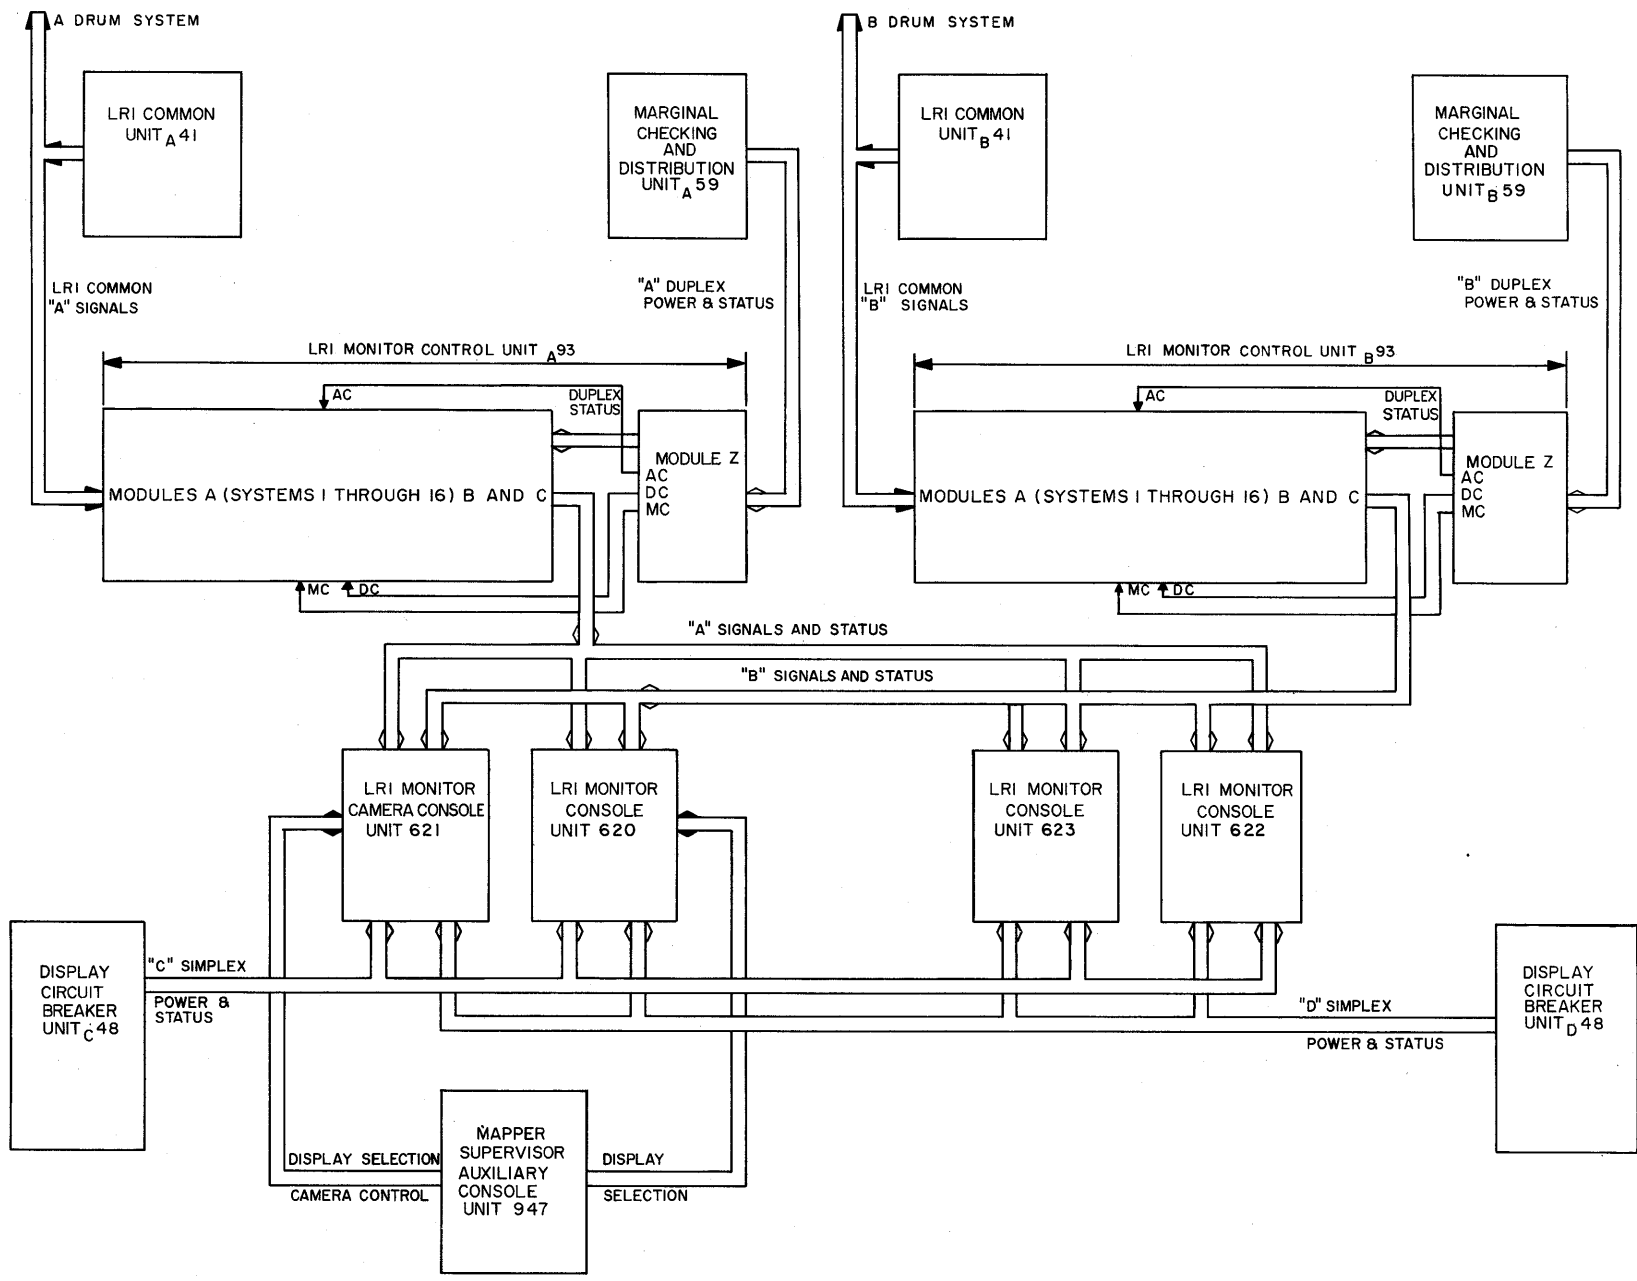 A DRUM SYSTEM
B DRUM SYSTEM
LRI COMMON
UNIT A 41
MARGINAL
CHECKING
AND
DISTRIBUTION
UNIT A 59
LRI COMMON
UNIT B 41
MARGINAL
CHECKING
AND
DISTRIBUTION
UNIT B 59
LRI COMMON
"A" SIGNALS
"A" DUPLEX
POWER & STATUS
LRI COMMON
"B" SIGNALS
"B" DUPLEX
POWER & STATUS
LRI MONITOR CONTROL UNIT A 93
LRI MONITOR CONTROL UNIT B 93
AC
DUPLEX
STATUS
MODULE Z
AC
DC
MC
MODULES A (SYSTEMS 1 THROUGH 16) B AND C
MC
DC
AC
DUPLEX
STATUS
MODULE Z
AC
DC
MC
MODULES A (SYSTEMS 1 THROUGH 16) B AND C
MC
DC
"A" SIGNALS AND STATUS
"B" SIGNALS AND STATUS
LRI MONITOR
CAMERA CONSOLE
UNIT 621
LRI MONITOR
CONSOLE
UNIT 620
LRI MONITOR
CONSOLE
UNIT 623
LRI MONITOR
CONSOLE
UNIT 622
DISPLAY
CIRCUIT
BREAKER
UNIT C 48
"C" SIMPLEX
POWER &
STATUS
"D" SIMPLEX
POWER & STATUS
DISPLAY
CIRCUIT
BREAKER
UNIT D 48
DISPLAY SELECTION
CAMERA CONTROL
MAPPER
SUPERVISOR
AUXILIARY
CONSOLE
UNIT 947
DISPLAY
SELECTION